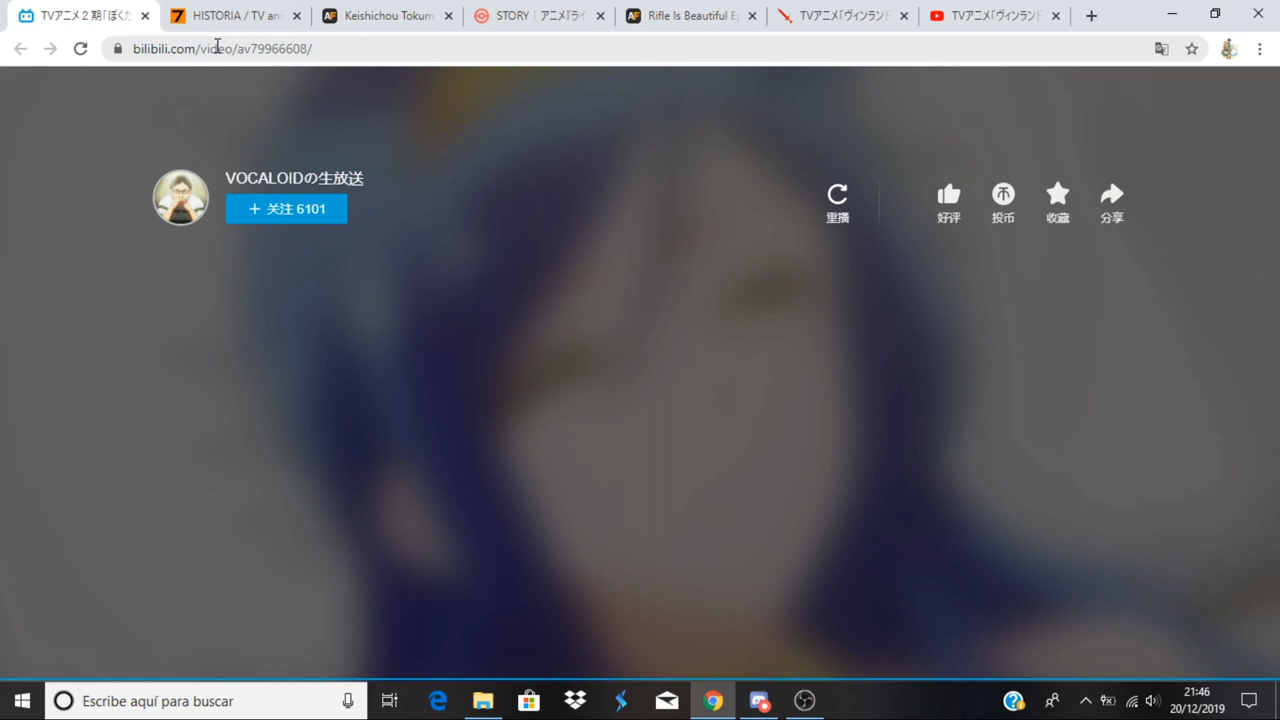 TVアニメ２期「ぼくた
HISTORIA / TV ani
Keishichou Tokum
STORY | アニメ「ライ
Rifle Is Beautiful E
TVアニメ「ヴィンランド
TVアニメ「ヴィンランド
bilibili.com/video/av79966608/
VOCALOIDの生放送
+ 关注 6101
重播
好评
投币
收藏
分享
Escribe aquí para buscar
21:46
20/12/2019